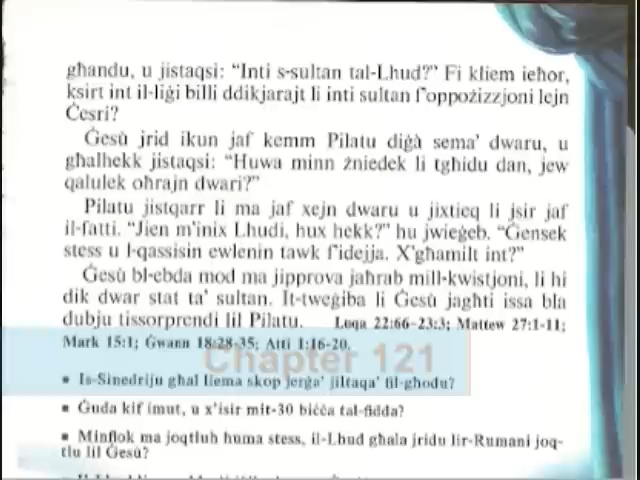 għandu, u jistaqsi: “Inti s-sultan tal-Lhud?” Fi kliem ieħor,
ksirt int il-liġi billi ddikjarajt li inti sultan f’oppożizzjoni lejn
Ċesri?
Ġesù jrid ikun jaf kemm Pilatu diġà sema’ dwaru, u
għalhekk jistaqsi: “Huwa minn żniedek li tgħidu dan, jew
qalulek oħrajn dwari?”
Pilatu jistqarr li ma jaf xejn dwaru u jixtieq li jsir jaf
il-fatti. “Jien m’inix Lhudi, hux hekk?” hu jwieġeb. “Ġensek
stess u l-qassisin ewlenin tawk f’idejja. X’għamilt int?”
Ġesù bl-ebda mod ma jipprova jaħrab mill-kwistjoni, li hi
dik dwar stat ta’ sultan. It-tweġiba li Ġesù jagħti issa bla
dubju tissorprendi lil Pilatu. Luqa 22:66–23:3; Mattew 27:1-11;
Mark 15:1; Ġwann 18:28-35; Atti 1:16-20.
Chapter 121
▪ Is-Sinedriju għal liema skop jerġa’ jiltaqa’ fil-għodu?
▪ Ġuda kif imut, u x’isir mit-30 biċċa tal-fidda?
▪ Minflok ma joqtluh huma stess, il-Lhud għala jridu lir-Rumani joq-
tlu lil Ġesù?